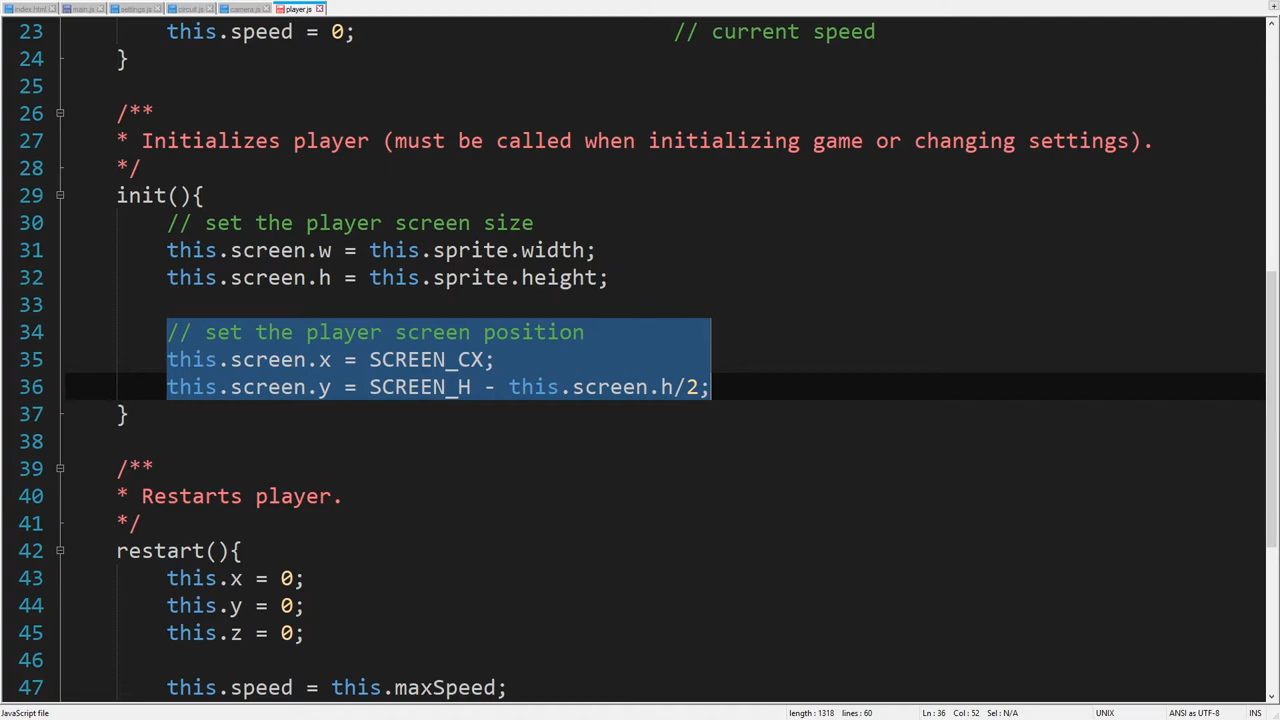 index.html main.js settings.js circuit.js camera.js player.js
23 this.speed = 0; // current speed
24 }
25
26 /**
27 * Initializes player (must be called when initializing game or changing settings).
28 */
29 init(){
30 // set the player screen size
31 this.screen.w = this.sprite.width;
32 this.screen.h = this.sprite.height;
33
34 // set the player screen position
35 this.screen.x = SCREEN_CX;
36 this.screen.y = SCREEN_H - this.screen.h/2;
37 }
38
39 /**
40 * Restarts player.
41 */
42 restart(){
43 this.x = 0;
44 this.y = 0;
45 this.z = 0;
46
47 this.speed = this.maxSpeed;
JavaScript file length : 1318 lines : 60 Ln : 36 Col : 52 Sel : N/A UNIX ANSI as UTF-8 INS